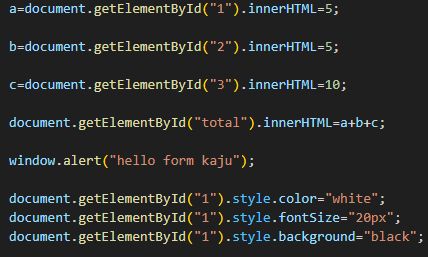 a=document.getElementById("1").innerHTML=5;
b=document.getElementById("2").innerHTML=5;
c=document.getElementById("3").innerHTML=10;
document.getElementById("total").innerHTML=a+b+c;
window.alert("hello form kaju");
document.getElementById("1").style.color="white";
document.getElementById("1").style.fontSize="20px";
document.getElementById("1").style.background="black";